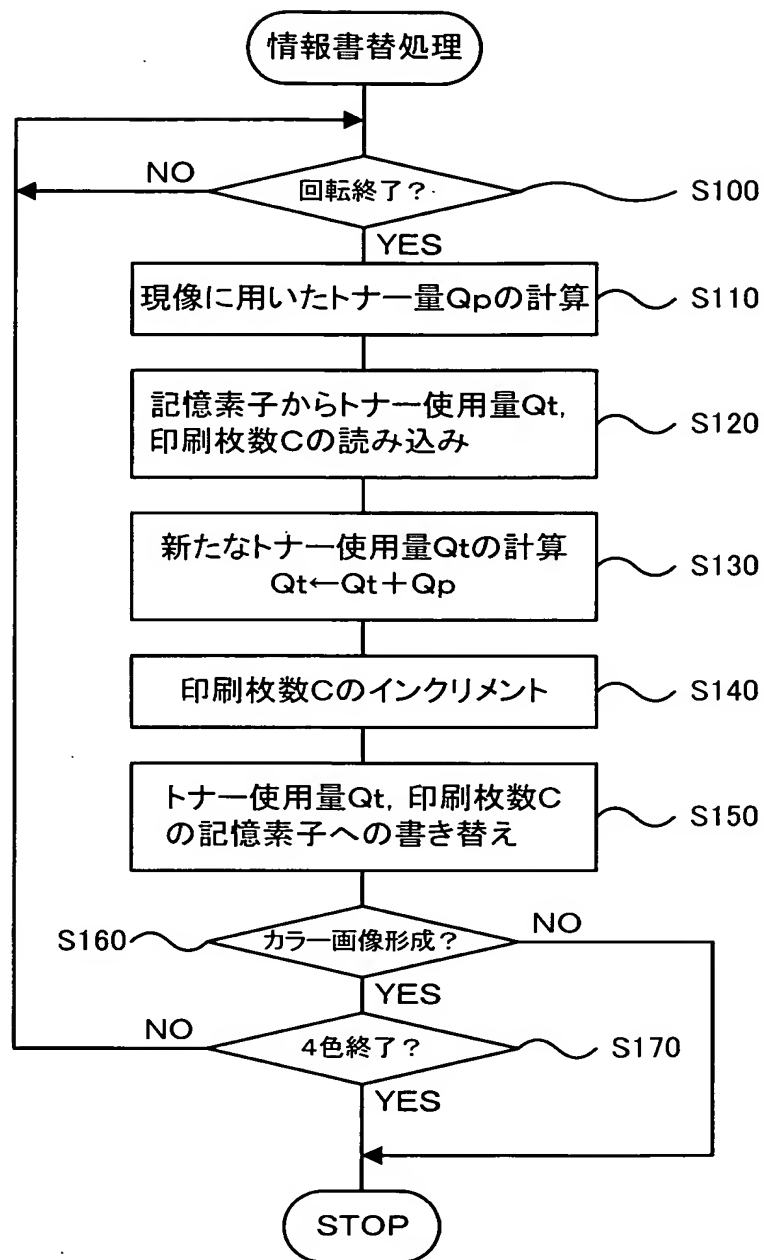 情報書替処理
NO
回転終了?
S100
YES
現像に用いたトナー量Qpの計算
S110
記憶素子からトナー使用量Qt,
印刷枚数Cの読み込み
S120
新たなトナー使用量Qtの計算
Qt←Qt+Qp
S130
印刷枚数Cのインクリメント
S140
トナー使用量Qt, 印刷枚数C
の記憶素子への書き替え
S150
S160
カラー画像形成?
NO
YES
NO
4色終了?
S170
YES
STOP